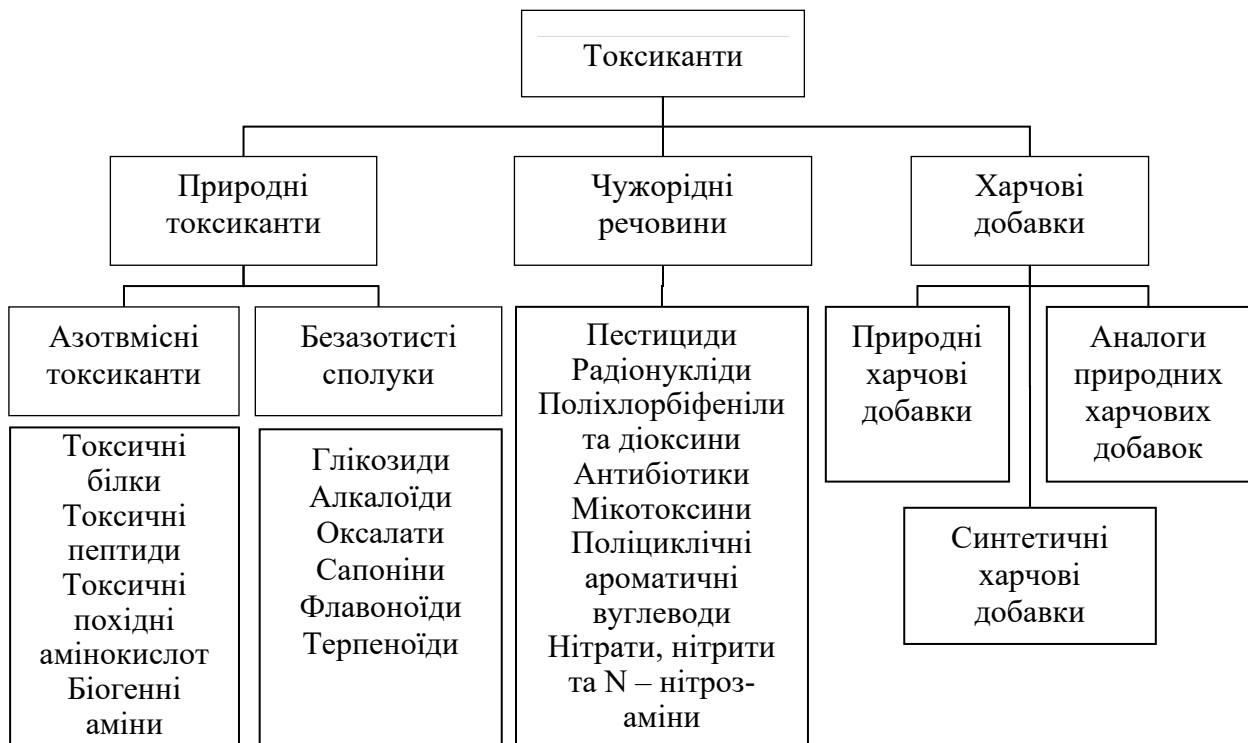 Токсиканти
Природні
токсиканти
Чужорідні
речовини
Харчові
добавки
Азотвмісні
токсиканти
Безазотисті
сполуки
Токсичні
білки
Токсичні
пептиди
Токсичні
похідні
амінокислот
Біогенні
аміни
Глікозиди
Алкалоїди
Оксалати
Сапоніни
Флавоноїди
Терпеноїди
Пестициди
Радіонукліди
Поліхлорбіфеніли
та діоксини
Антибіотики
Мікотоксини
Поліциклічні
ароматичні
вуглеводи
Нітрати, нітрити
та N – нітроз-
аміни
Природні
харчові
добавки
Аналоги
природних
харчових
добавок
Синтетичні
харчові
добавки